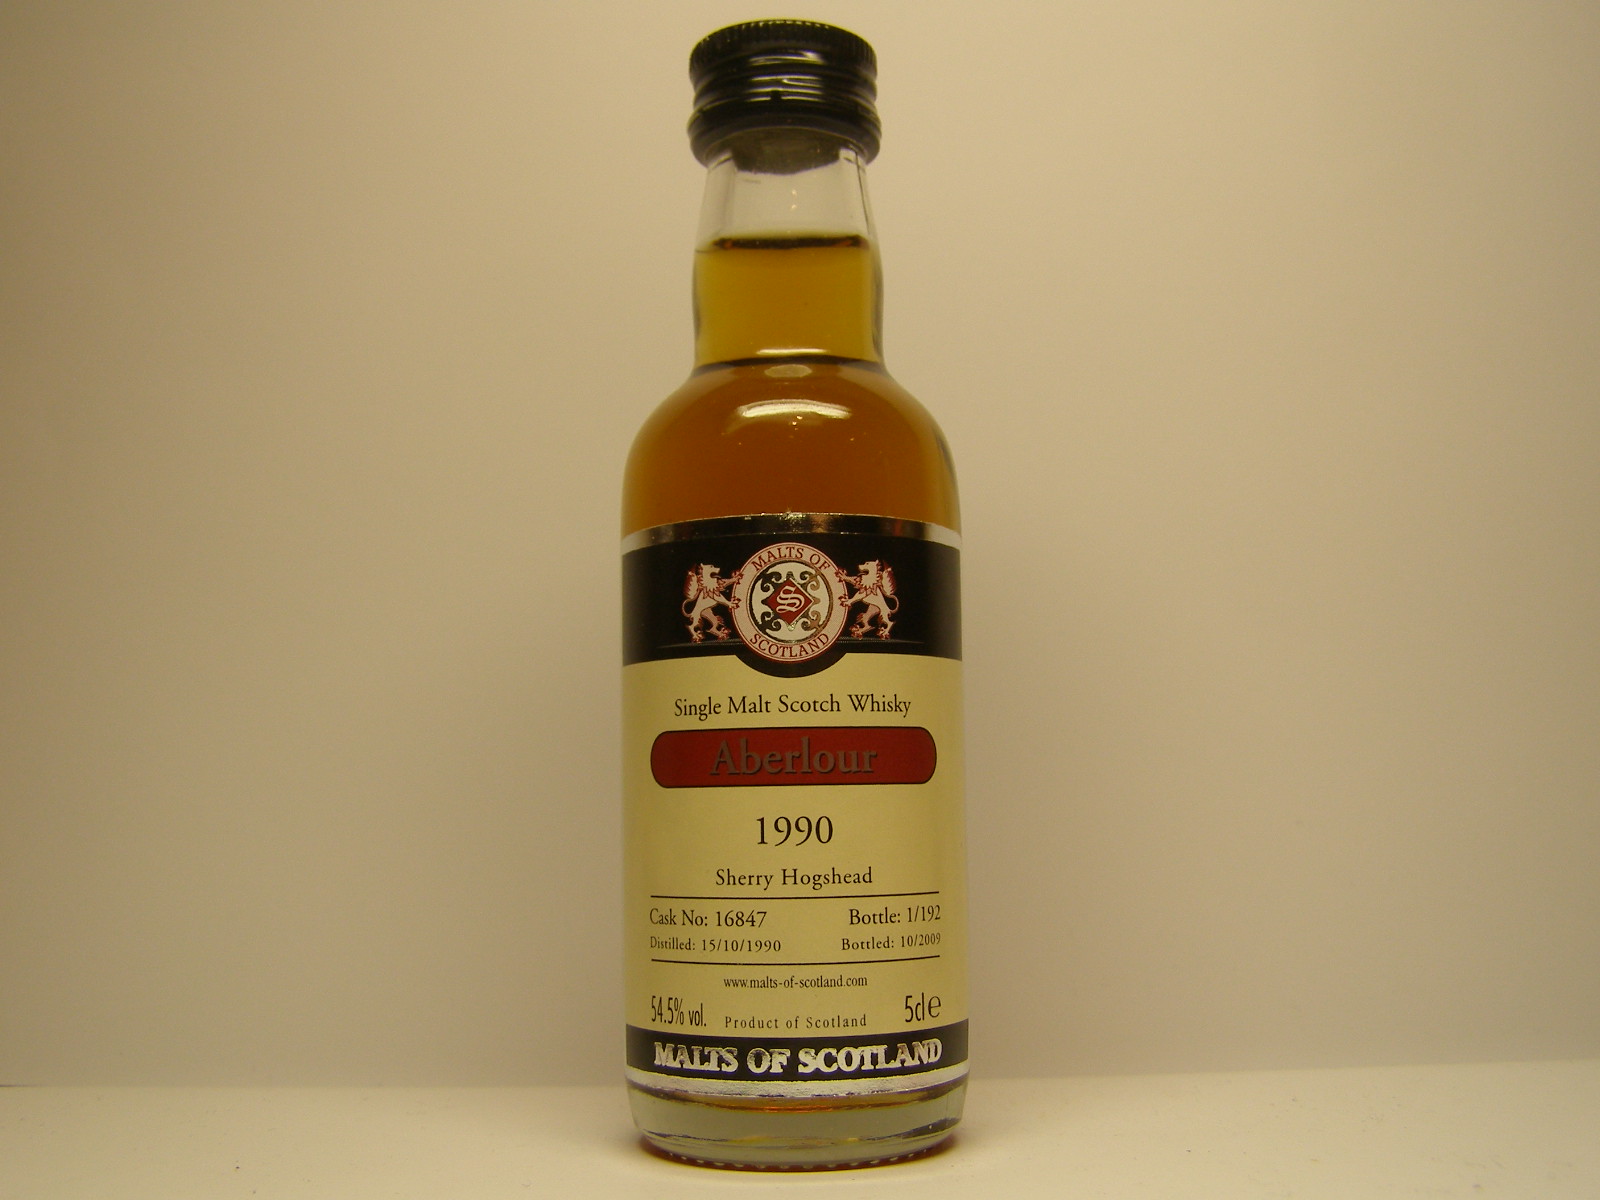 MALTS OF
S
SCOTLAND
Single Malt Scotch Whisky
Aberlour
1990
Sherry Hogshead
Cask No: 16847 Bottle: 1/192
Distilled: 15/10/1990 Bottled: 10/2009
www.malts-of-scotland.com
54.5% vol. Product of Scotland 5cl e
MALTS OF SCOTLAND